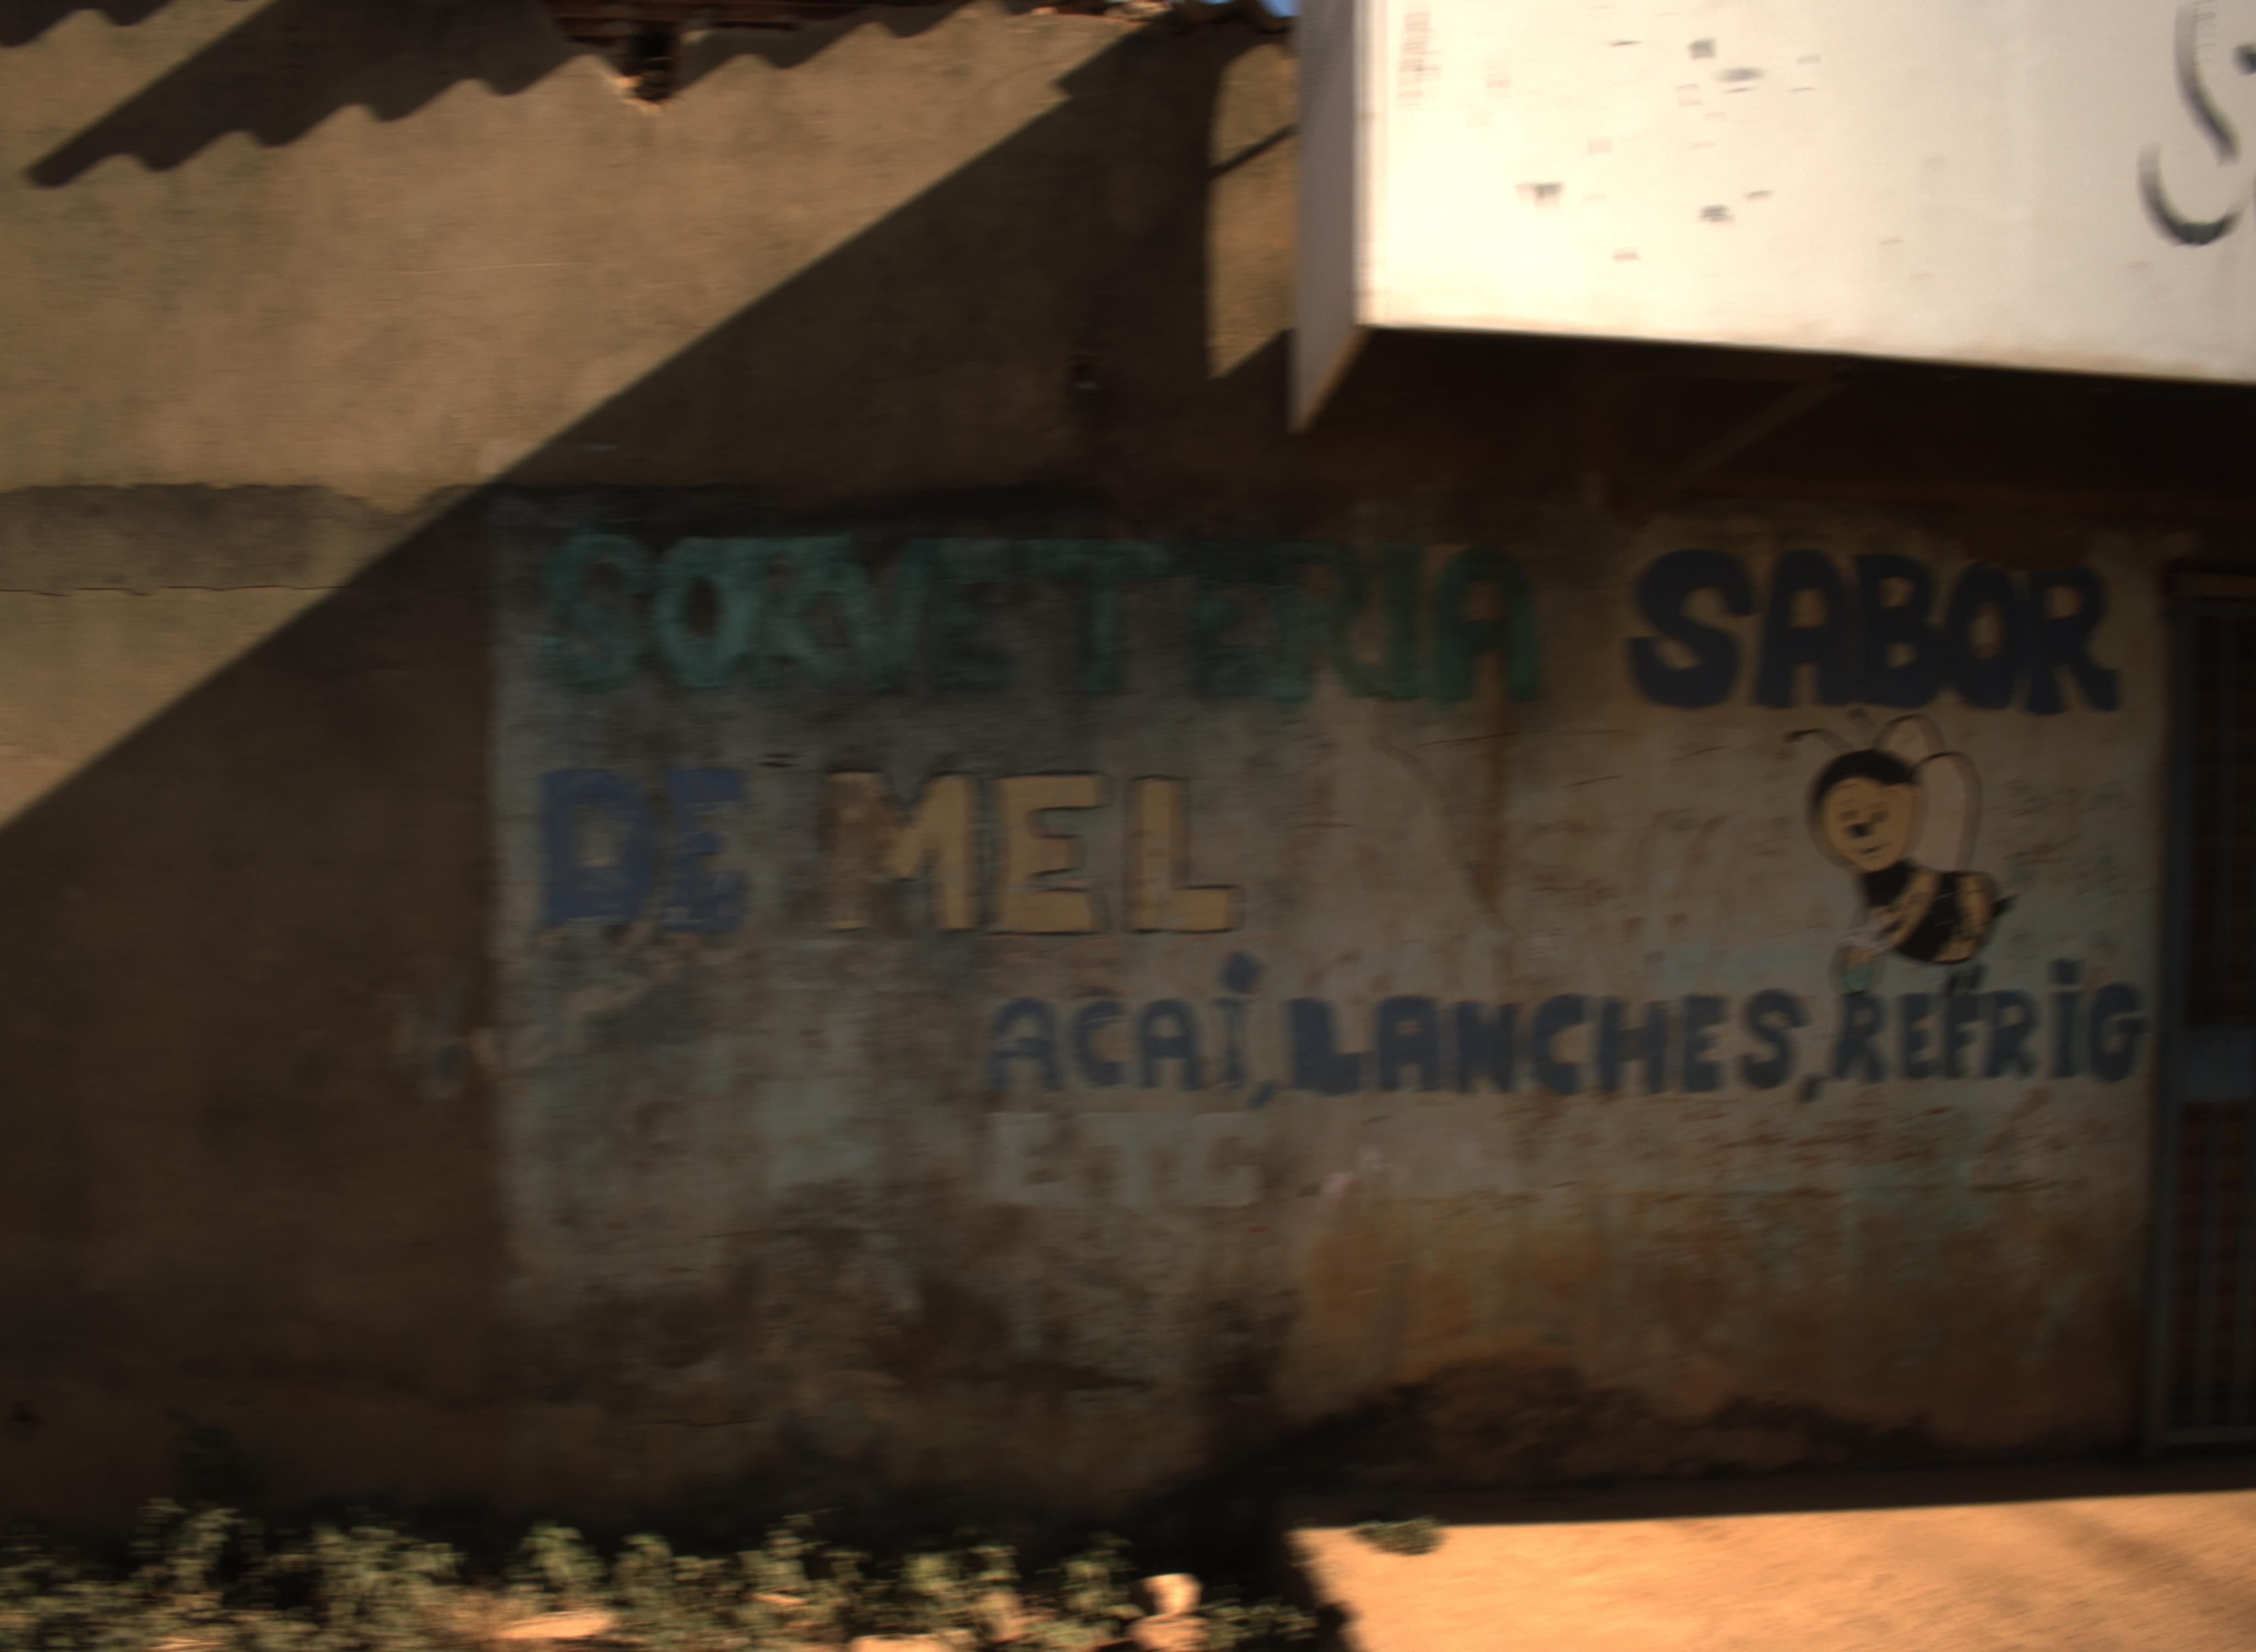 SORVETERIA SABOR
DE MEL
ACAÍ, LANCHES, REFRIG
ETC